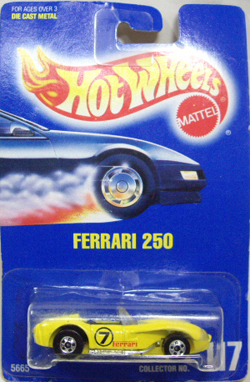 FOR AGES OVER 3
DIE CAST METAL
Hot Wheels
MATTEL
FERRARI 250
7
Ferrari
5665
COLLECTOR NO.
117